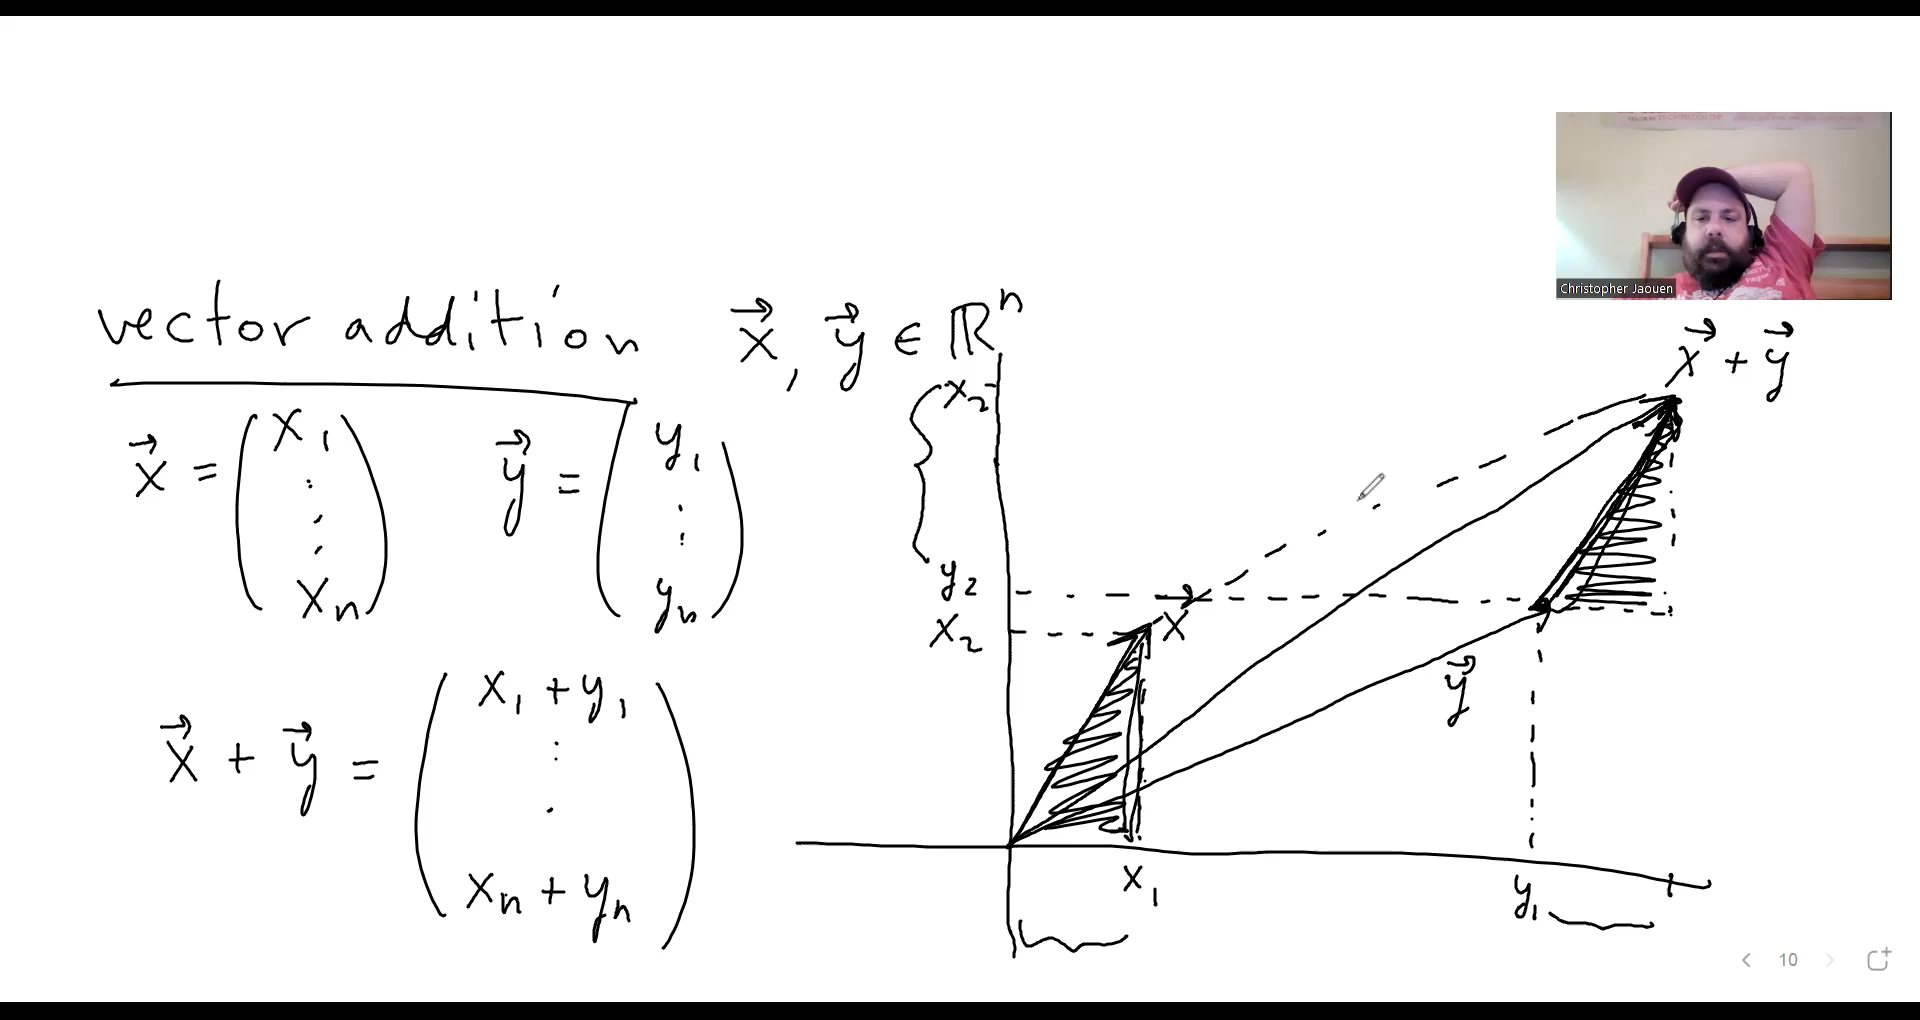 TECHNICOLOR
Christopher Jaouen
vector addition x⃗, y⃗ ∈ ℝⁿ
x⃗ = ( x₁ ⋮ xₙ ) y⃗ = ( y₁ ⋮ yₙ )
x⃗ + y⃗ = ( x₁ + y₁ ⋮ xₙ + yₙ )
x⃗ + y⃗
x₂
y₂
x₂
x⃗
y⃗
x₁
y₁
10